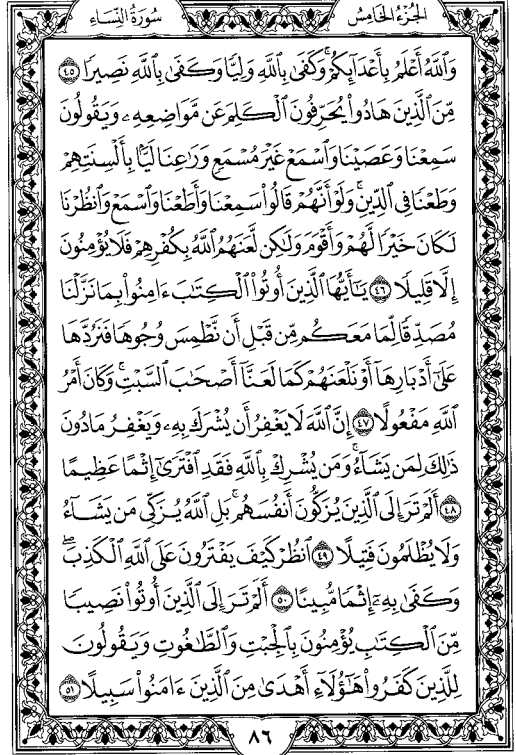 الجزء الخامس
سورة النساء
وَٱللَّهُ أَعۡلَمُ بِأَعۡدَآئِكُمۡۚ وَكَفَىٰ بِٱللَّهِ وَلِيّٗا وَكَفَىٰ بِٱللَّهِ نَصِيرٗا ٤٥
مِّنَ ٱلَّذِينَ هَادُواْ يُحَرِّفُونَ ٱلۡكَلِمَ عَن مَّوَاضِعِهِۦ وَيَقُولُونَ
سَمِعۡنَا وَعَصَيۡنَا وَٱسۡمَعۡ غَيۡرَ مُسۡمَعٖ وَرَٰعِنَا لَيَّۢا بِأَلۡسِنَتِهِمۡ
وَطَعۡنٗا فِي ٱلدِّينِۚ وَلَوۡ أَنَّهُمۡ قَالُواْ سَمِعۡنَا وَأَطَعۡنَا وَٱسۡمَعۡ وَٱنظُرۡنَا
لَكَانَ خَيۡرٗا لَّهُمۡ وَأَقۡوَمَ وَلَٰكِن لَّعَنَهُمُ ٱللَّهُ بِكُفۡرِهِمۡ فَلَا يُؤۡمِنُونَ
إِلَّا قَلِيلٗا ٤٦ يَٰٓأَيُّهَا ٱلَّذِينَ أُوتُواْ ٱلۡكِتَٰبَ ءَامِنُواْ بِمَا نَزَّلۡنَا
مُصَدِّقٗا لِّمَا مَعَكُم مِّن قَبۡلِ أَن نَّطۡمِسَ وُجُوهٗا فَنَرُدَّهَا
عَلَىٰٓ أَدۡبَارِهَآ أَوۡ نَلۡعَنَهُمۡ كَمَا لَعَنَّآ أَصۡحَٰبَ ٱلسَّبۡتِۚ وَكَانَ أَمۡرُ
ٱللَّهِ مَفۡعُولًا ٤٧ إِنَّ ٱللَّهَ لَا يَغۡفِرُ أَن يُشۡرَكَ بِهِۦ وَيَغۡفِرُ مَا دُونَ
ذَٰلِكَ لِمَن يَشَآءُۚ وَمَن يُشۡرِكۡ بِٱللَّهِ فَقَدِ ٱفۡتَرَىٰٓ إِثۡمًا عَظِيمًا
٤٨ أَلَمۡ تَرَ إِلَى ٱلَّذِينَ يُزَكُّونَ أَنفُسَهُمۚ بَلِ ٱللَّهُ يُزَكِّي مَن يَشَآءُ
وَلَا يُظۡلَمُونَ فَتِيلًا ٤٩ ٱنظُرۡ كَيۡفَ يَفۡتَرُونَ عَلَى ٱللَّهِ ٱلۡكَذِبَۖ
وَكَفَىٰ بِهِۦٓ إِثۡمٗا مُّبِينًا ٥٠ أَلَمۡ تَرَ إِلَى ٱلَّذِينَ أُوتُواْ نَصِيبٗا
مِّنَ ٱلۡكِتَٰبِ يُؤۡمِنُونَ بِٱلۡجِبۡتِ وَٱلطَّٰغُوتِ وَيَقُولُونَ
لِلَّذِينَ كَفَرُواْ هَٰٓؤُلَآءِ أَهۡدَىٰ مِنَ ٱلَّذِينَ ءَامَنُواْ سَبِيلًا ٥١
٨٦